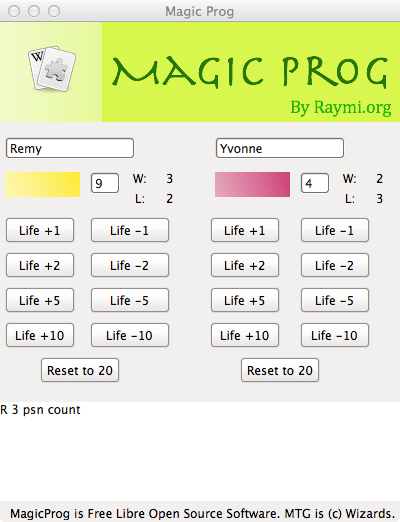 Magic Prog
W
MAGIC PROG
By Raymi.org
Remy Yvonne
9 W: 3 4 W: 2
L: 2 L: 3
Life +1 Life -1 Life +1 Life -1
Life +2 Life -2 Life +2 Life -2
Life +5 Life -5 Life +5 Life -5
Life +10 Life -10 Life +10 Life -10
Reset to 20 Reset to 20
R 3 psn count
MagicProg is Free Libre Open Source Software. MTG is (c) Wizards.